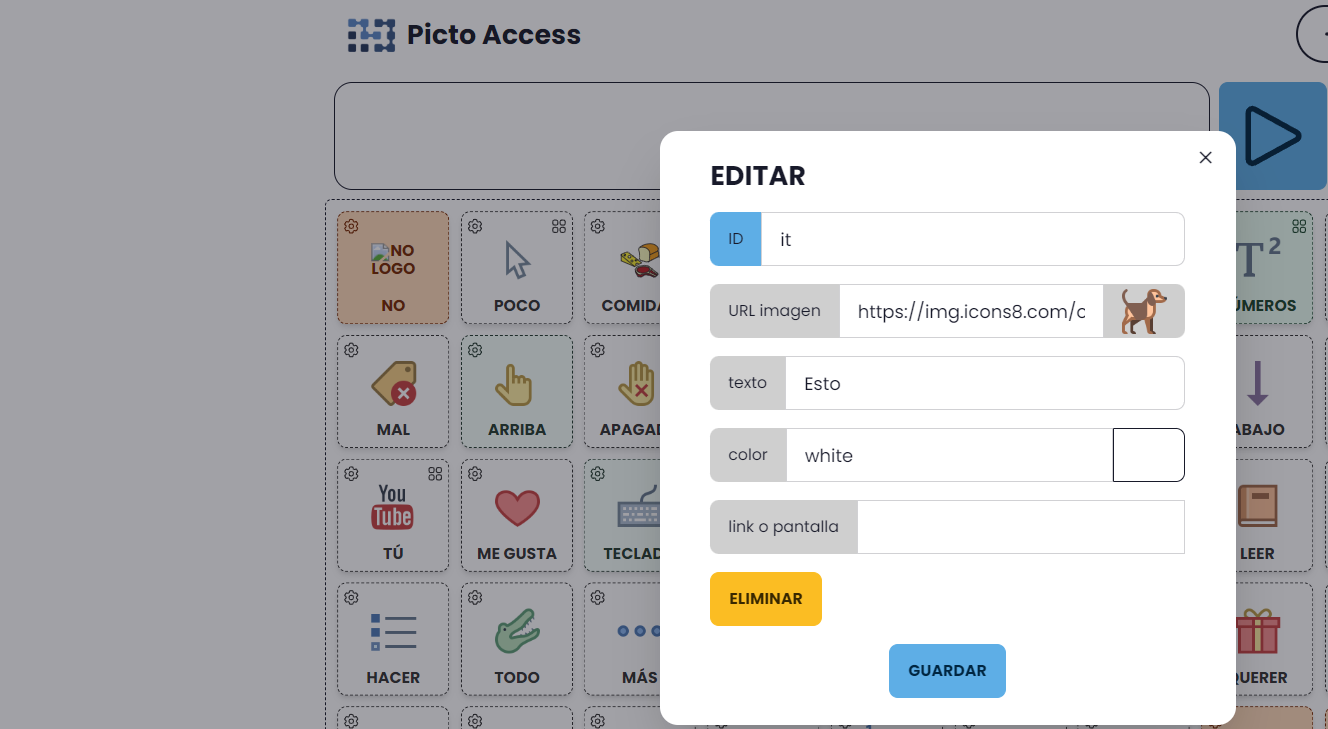 Picto Access
EDITAR
ID
it
URL imagen
https://img.icons8.com/c
texto
Esto
color
white
link o pantalla
ELIMINAR
GUARDAR
NO
LOGO
NO
POCO
COMIDA
T²
ÚMEROS
MAL
ARRIBA
APAGAD
ABAJO
You
Tube
TÚ
ME GUSTA
TECLAD
LEER
HACER
TODO
MÁS
QUERER